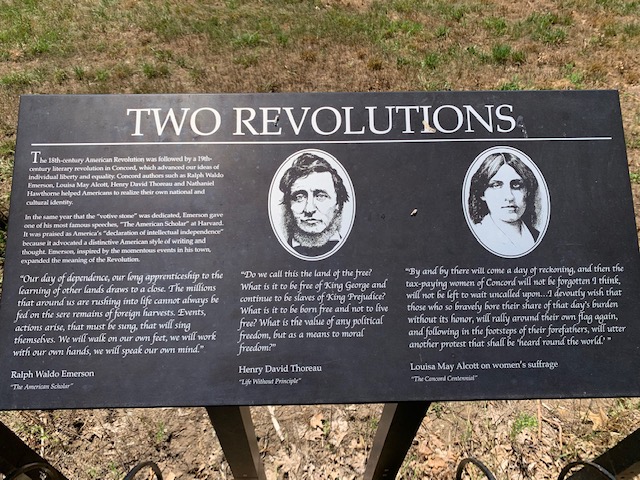 TWO REVOLUTIONS
The 18th-century American Revolution was followed by a 19th-
century literary revolution in Concord, which advanced our ideas of
individual liberty and equality. Concord authors such as Ralph Waldo
Emerson, Louisa May Alcott, Henry David Thoreau and Nathaniel
Hawthorne helped Americans to realize their own national and
cultural identity.
In the same year that the "votive stone" was dedicated, Emerson gave
one of his most famous speeches, "The American Scholar" at Harvard.
It was praised as America's "declaration of intellectual independence"
because it advocated a distinctive American style of writing and
thought. Emerson, inspired by the momentous events in his town,
expanded the meaning of the Revolution.
"Our day of dependence, our long apprenticeship to the
learning of other lands draws to a close. The millions
that around us are rushing into life cannot always be
fed on the sere remains of foreign harvests. Events,
actions arise, that must be sung, that will sing
themselves. We will walk on our own feet, we will work
with our own hands, we will speak our own mind."
Ralph Waldo Emerson
"The American Scholar"
"Do we call this the land of the free?
What is it to be free of King George and
continue to be slaves of King Prejudice?
What is it to be born free and not to live
free? What is the value of any political
freedom, but as a means to moral
freedom?"
Henry David Thoreau
"Life Without Principle"
"By and by there will come a day of reckoning, and then the
tax-paying women of Concord will not be forgotten I think,
will not be left to wait uncalled upon...I devoutly wish that
those who so bravely bore their share of that day's burden
without its honor, will rally around their own flag again,
and following in the footsteps of their forefathers, will utter
another protest that shall be 'heard round the world.' "
Louisa May Alcott on women's suffrage
"The Concord Centennial"